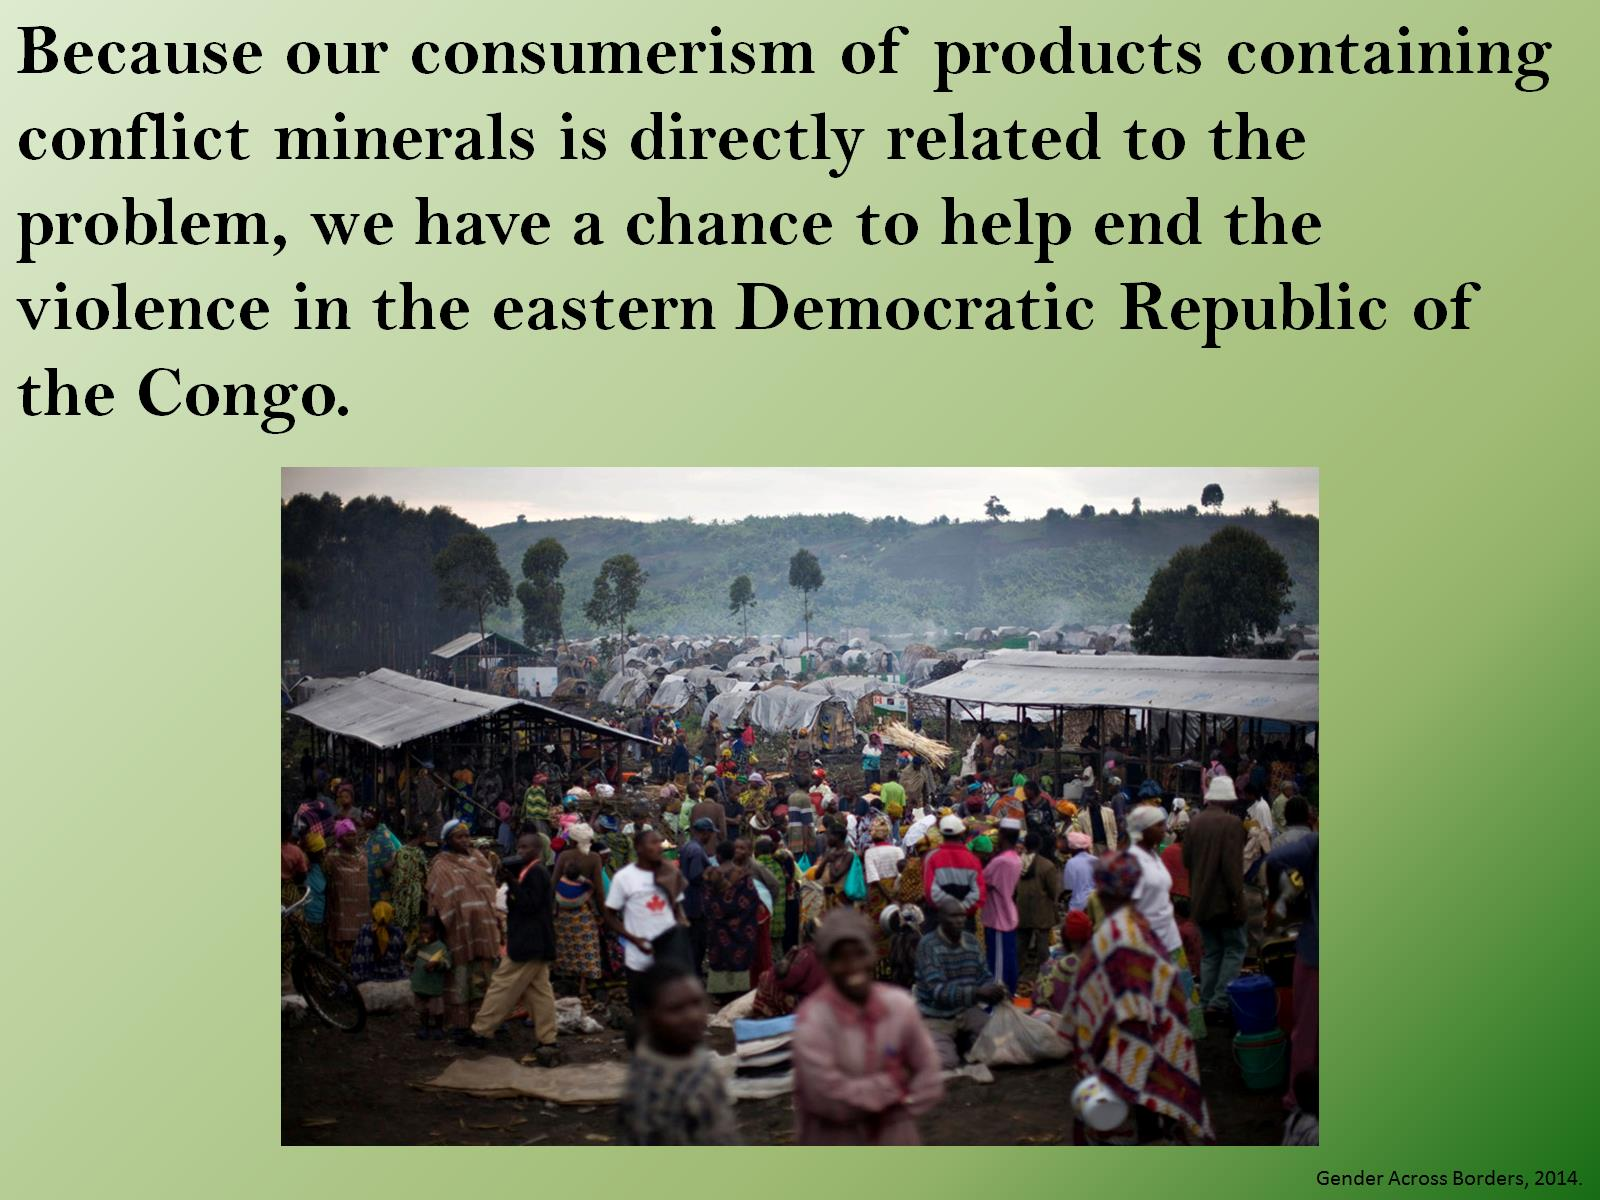 Because our consumerism of products containing
conflict minerals is directly related to the
problem, we have a chance to help end the
violence in the eastern Democratic Republic of
the Congo.
Gender Across Borders, 2014.